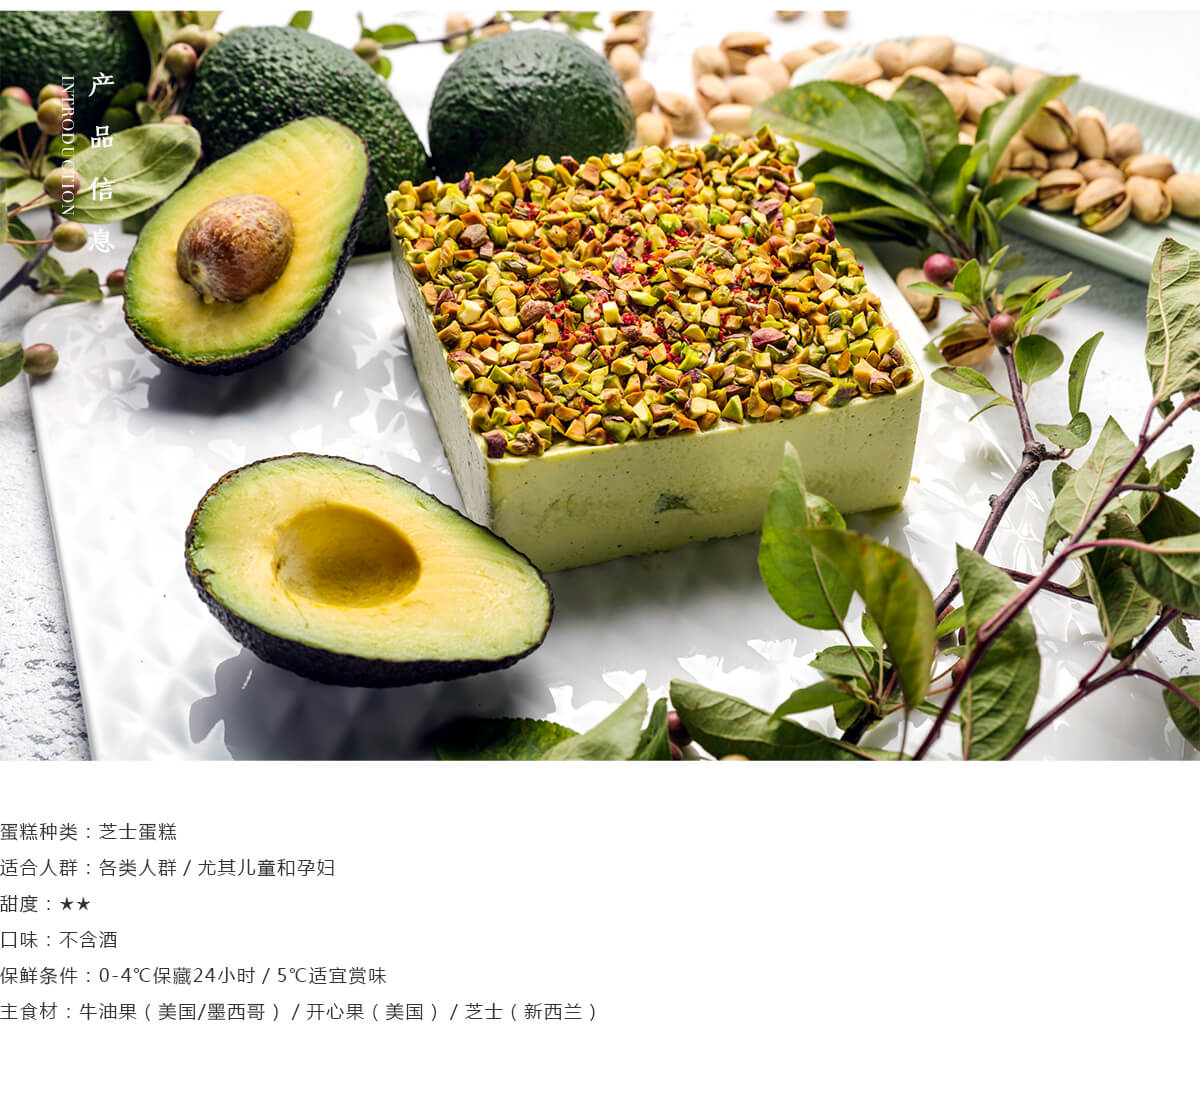 产品信息
INTRODUCTION
蛋糕种类：芝士蛋糕
适合人群：各类人群 / 尤其儿童和孕妇
甜度：★★
口味：不含酒
保鲜条件：0-4℃保藏24小时 / 5℃适宜赏味
主食材：牛油果（美国/墨西哥）/ 开心果（美国）/ 芝士（新西兰）